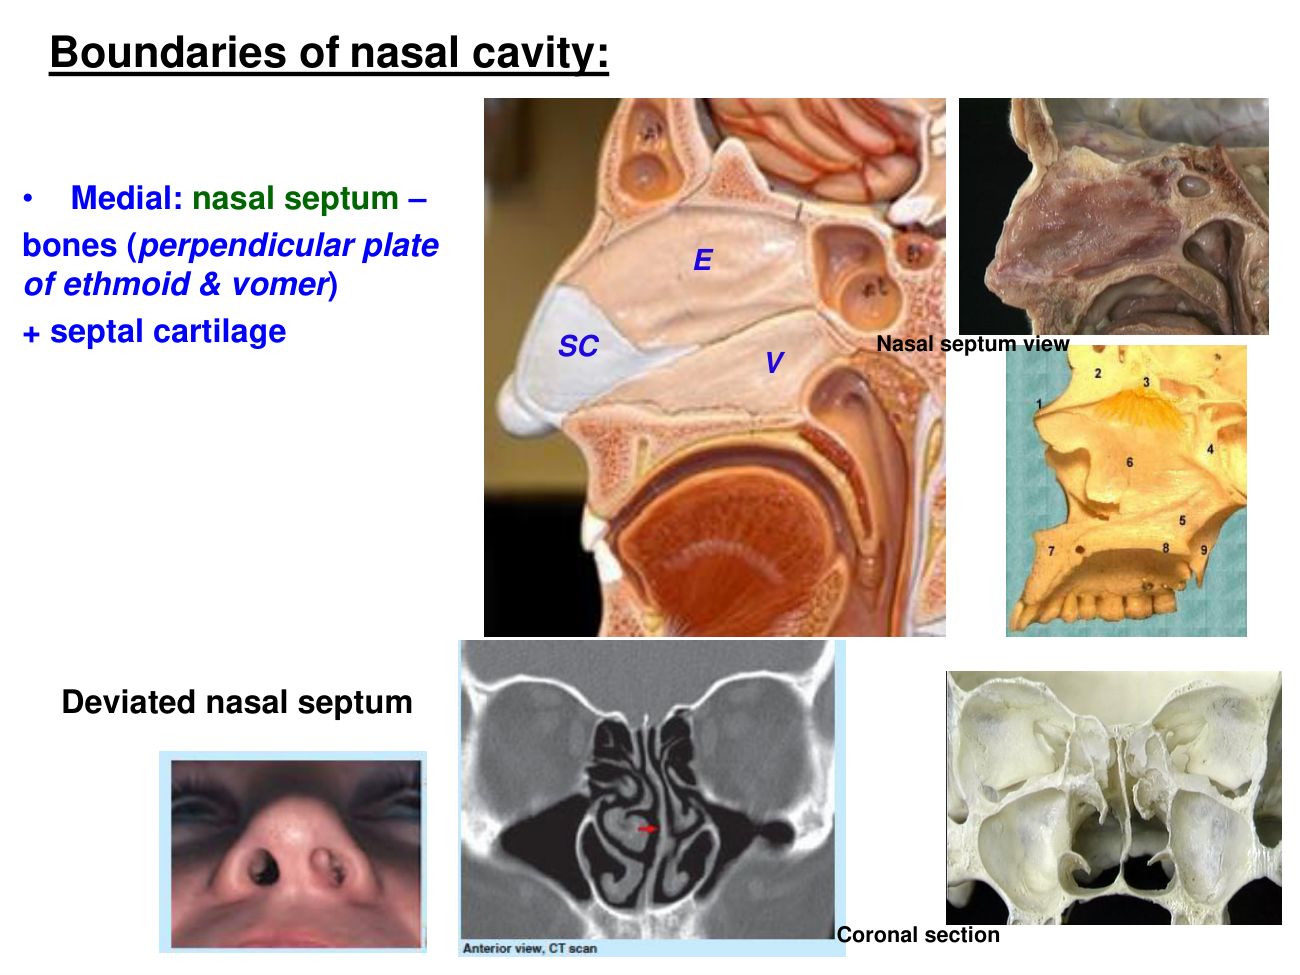 Boundaries of nasal cavity:
• Medial: nasal septum –
bones (perpendicular plate
of ethmoid & vomer)
+ septal cartilage
E
SC
V
Nasal septum view
1
2
3
4
6
5
7
8
9
Deviated nasal septum
Anterior view, CT scan
Coronal section